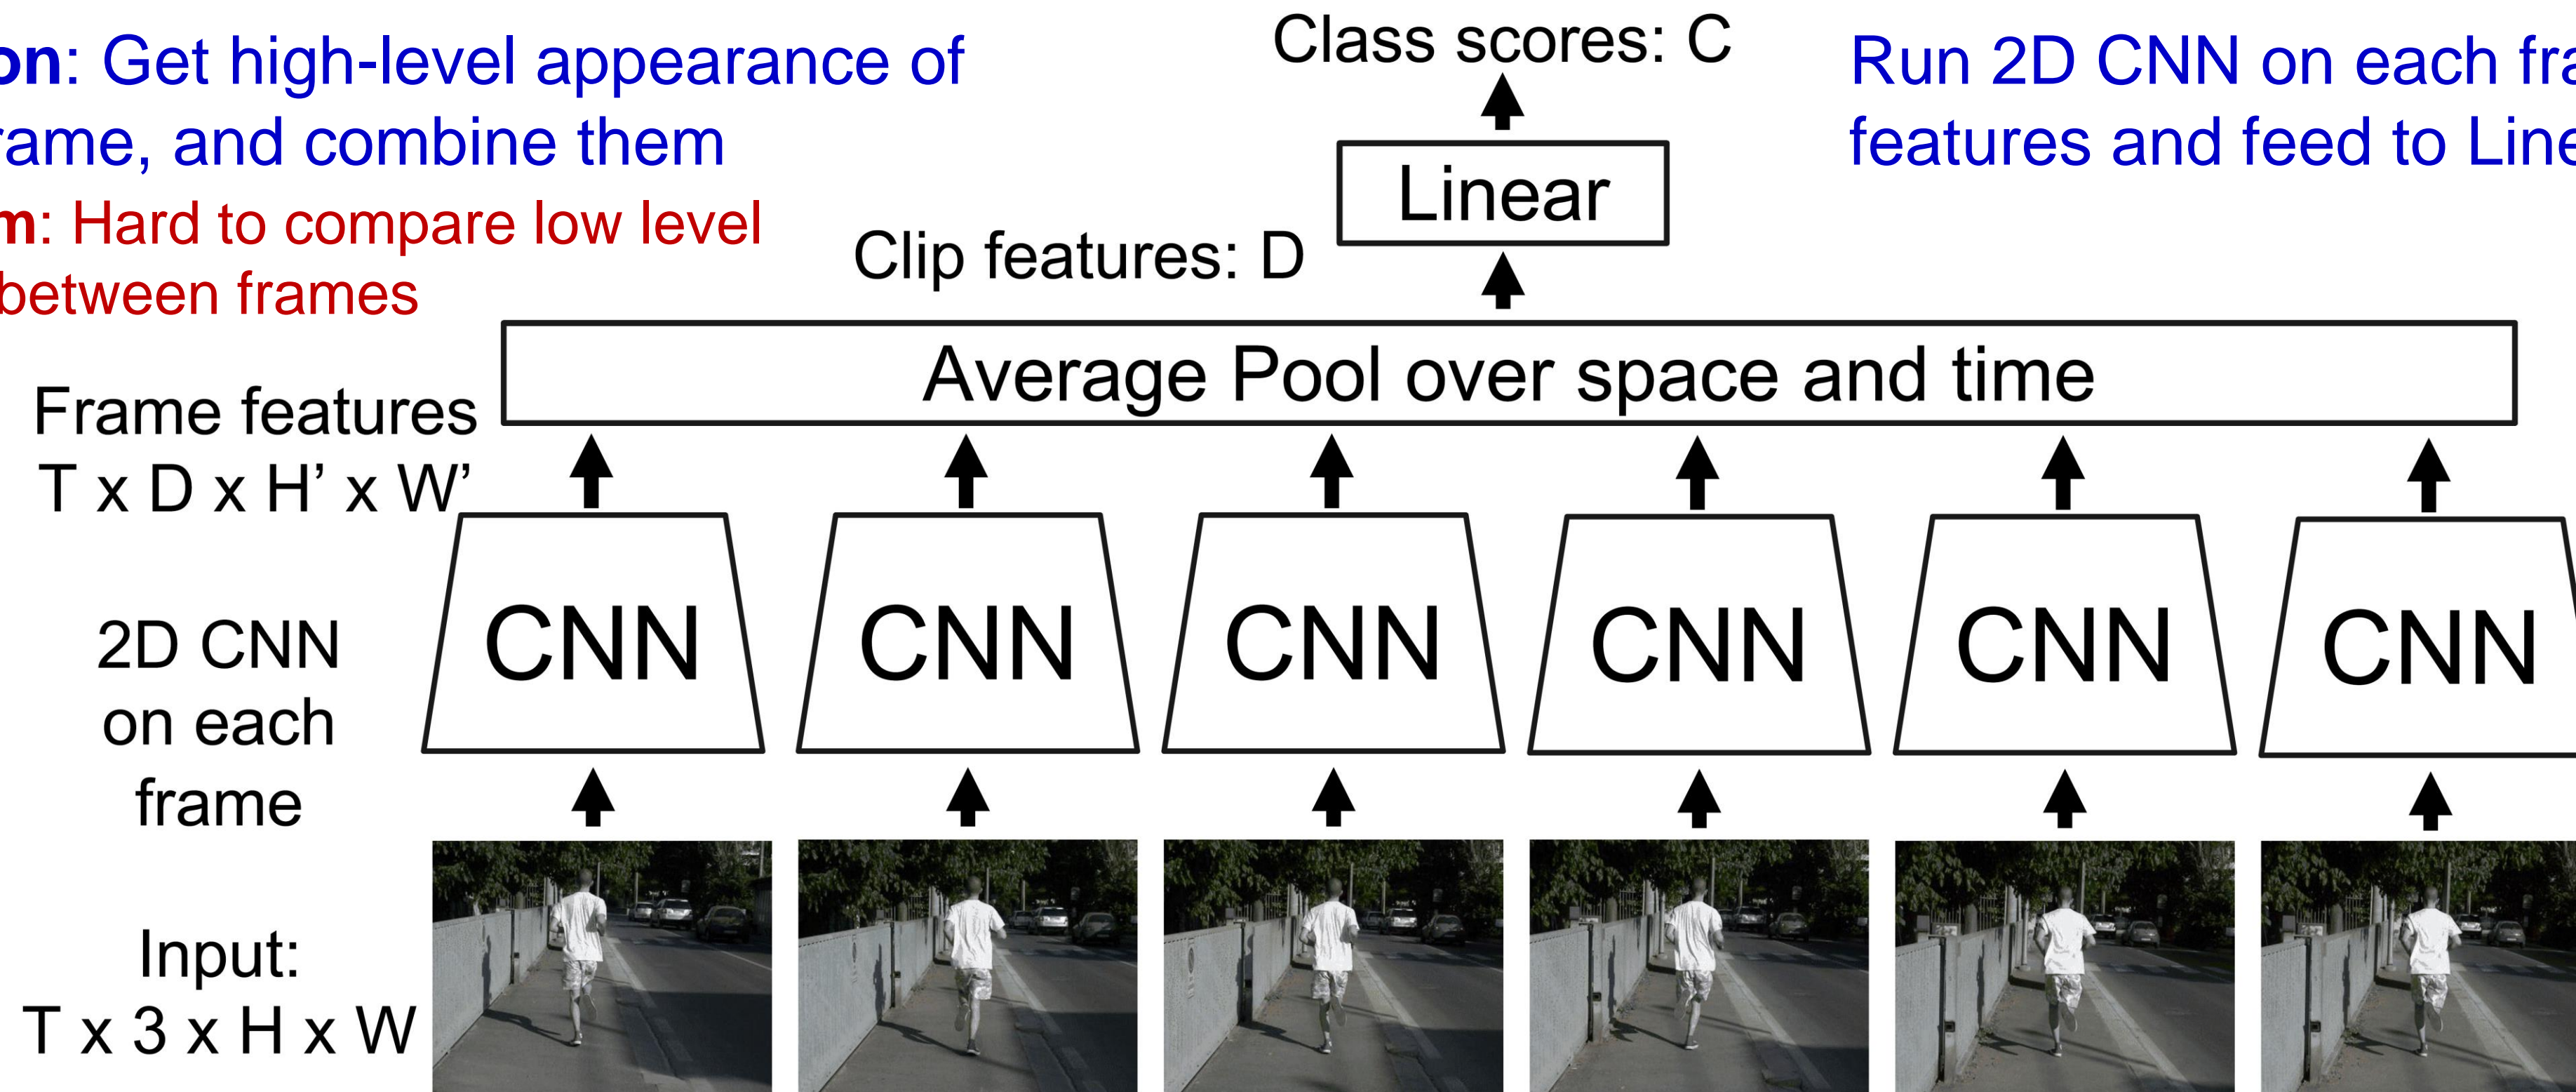 on: Get high-level appearance of
rame, and combine them
m: Hard to compare low level
between frames
Class scores: C
Run 2D CNN on each fra
features and feed to Line
Linear
Clip features: D
Average Pool over space and time
Frame features
T x D x H’ x W’
CNN CNN CNN CNN CNN CNN
2D CNN
on each
frame
Input:
T x 3 x H x W